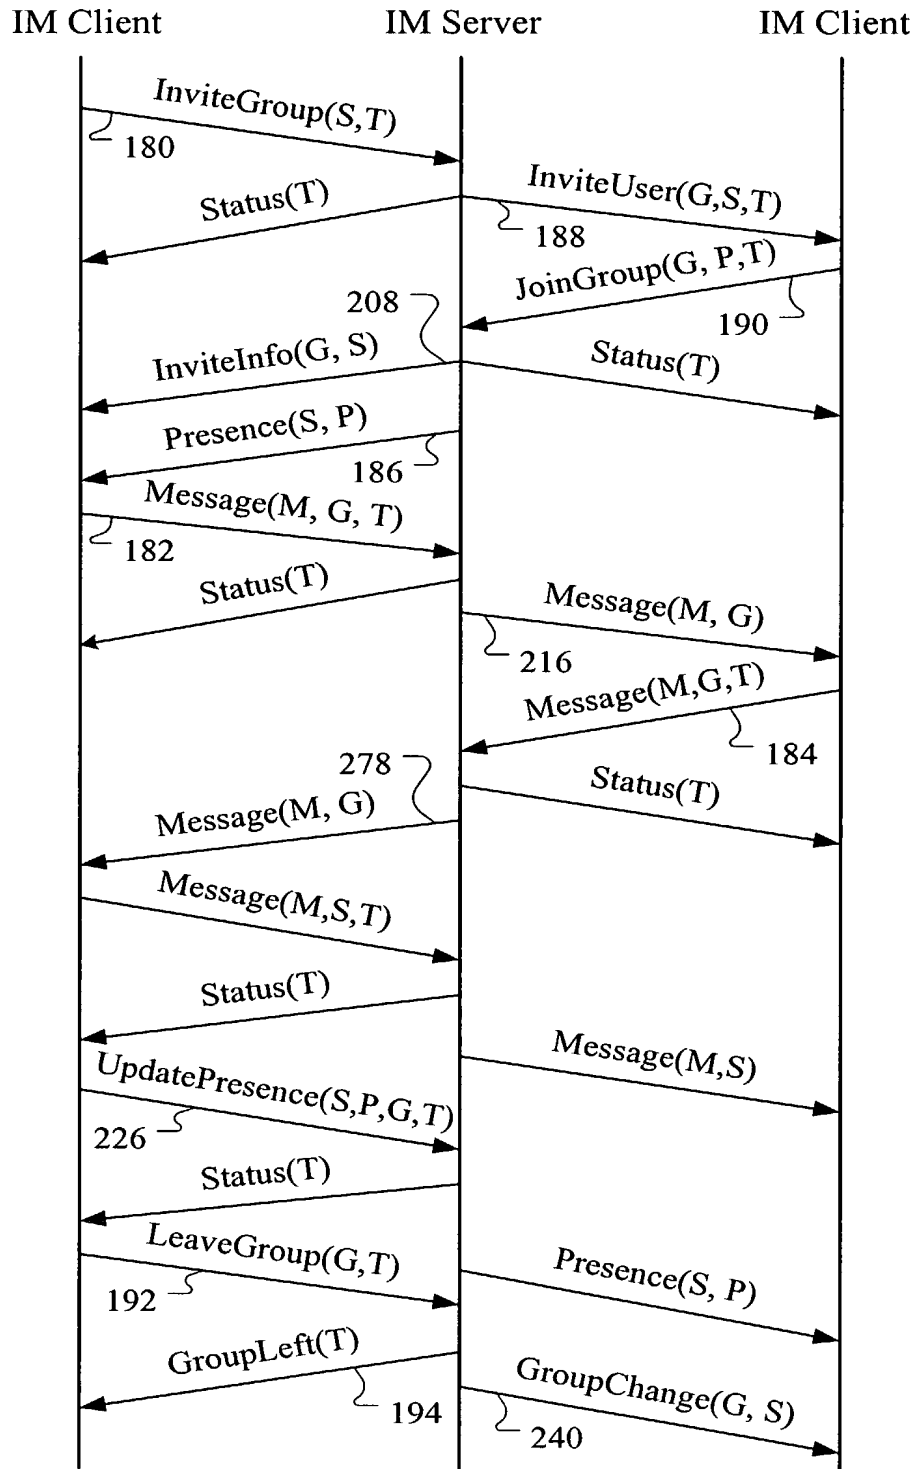 IM Client IM Server IM Client
InviteGroup(S,T)
180
Status(T)
InviteUser(G,S,T)
188
JoinGroup(G, P,T)
190
208
InviteInfo(G, S)
Status(T)
Presence(S, P)
186
Message(M, G, T)
182
Status(T)
Message(M, G)
216
Message(M,G,T)
184
278
Status(T)
Message(M, G)
Message(M,S,T)
Status(T)
Message(M,S)
UpdatePresence(S,P,G,T)
226
Status(T)
LeaveGroup(G,T)
192
Presence(S, P)
GroupLeft(T)
194
GroupChange(G, S)
240